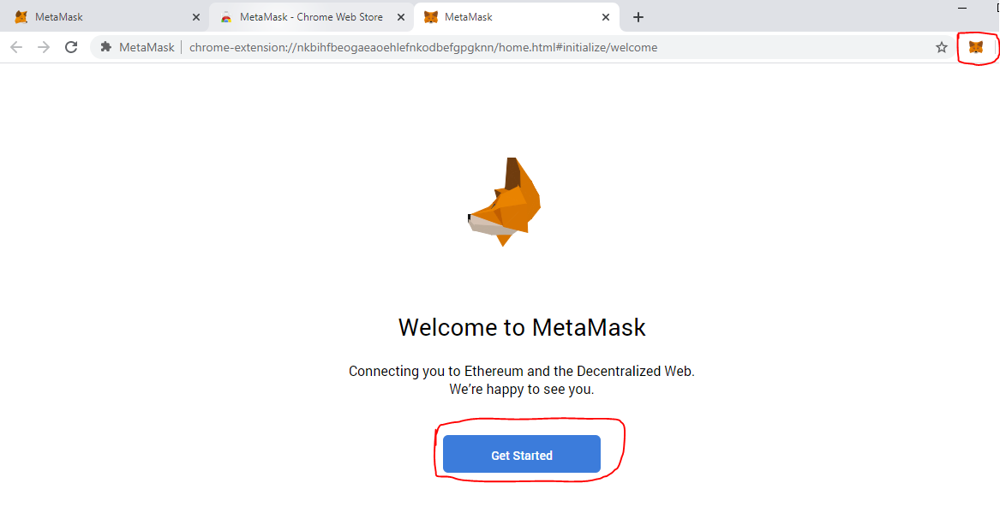 MetaMask
MetaMask - Chrome Web Store
MetaMask
MetaMask
chrome-extension://nkbihfbeogaeaoehlefnkodbefgpgknn/home.html#initialize/welcome
Welcome to MetaMask
Connecting you to Ethereum and the Decentralized Web.
We’re happy to see you.
Get Started